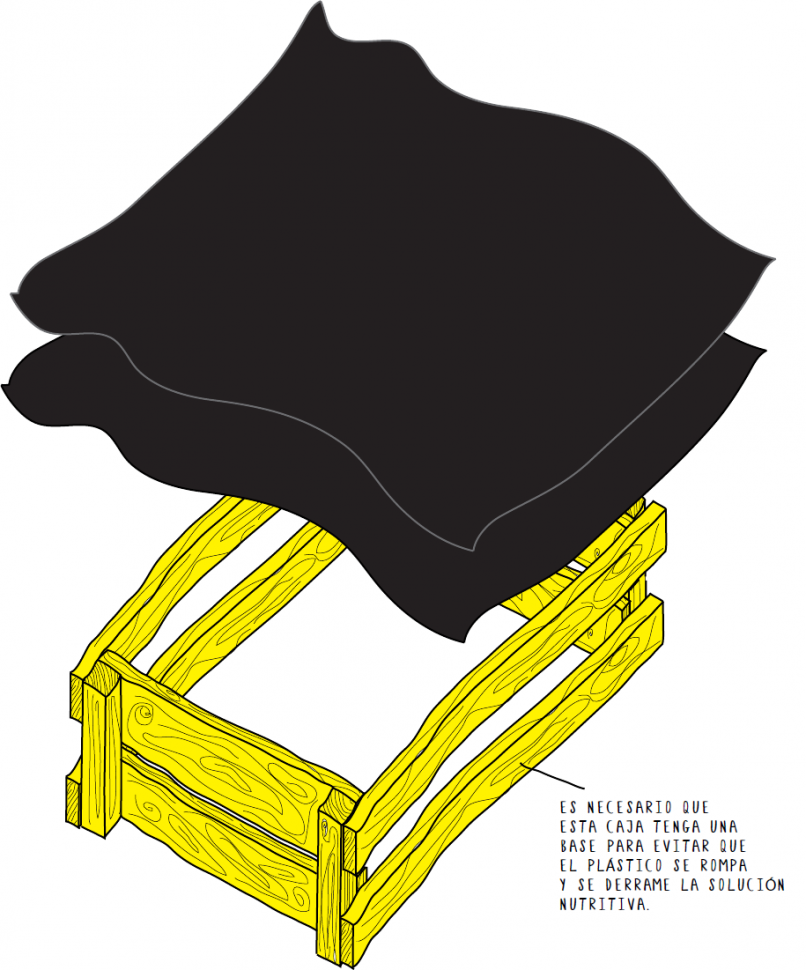 ES NECESARIO QUE
ESTA CAJA TENGA UNA
BASE PARA EVITAR QUE
EL PLÁSTICO SE ROMPA
Y SE DERRAME LA SOLUCIÓN
NUTRITIVA.